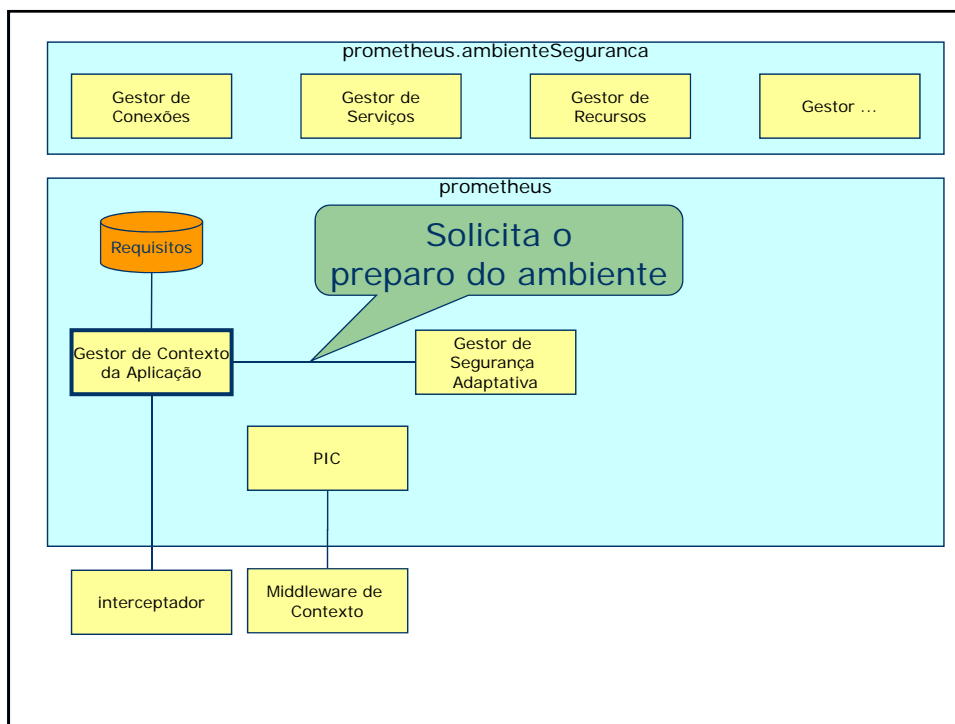 prometheus.ambienteSeguranca
Gestor de
Conexões
Gestor de
Serviços
Gestor de
Recursos
Gestor ...
prometheus
Requisitos
Solicita o
preparo do ambiente
Gestor de Contexto
da Aplicação
Gestor de
Segurança
Adaptativa
PIC
interceptador
Middleware de
Contexto